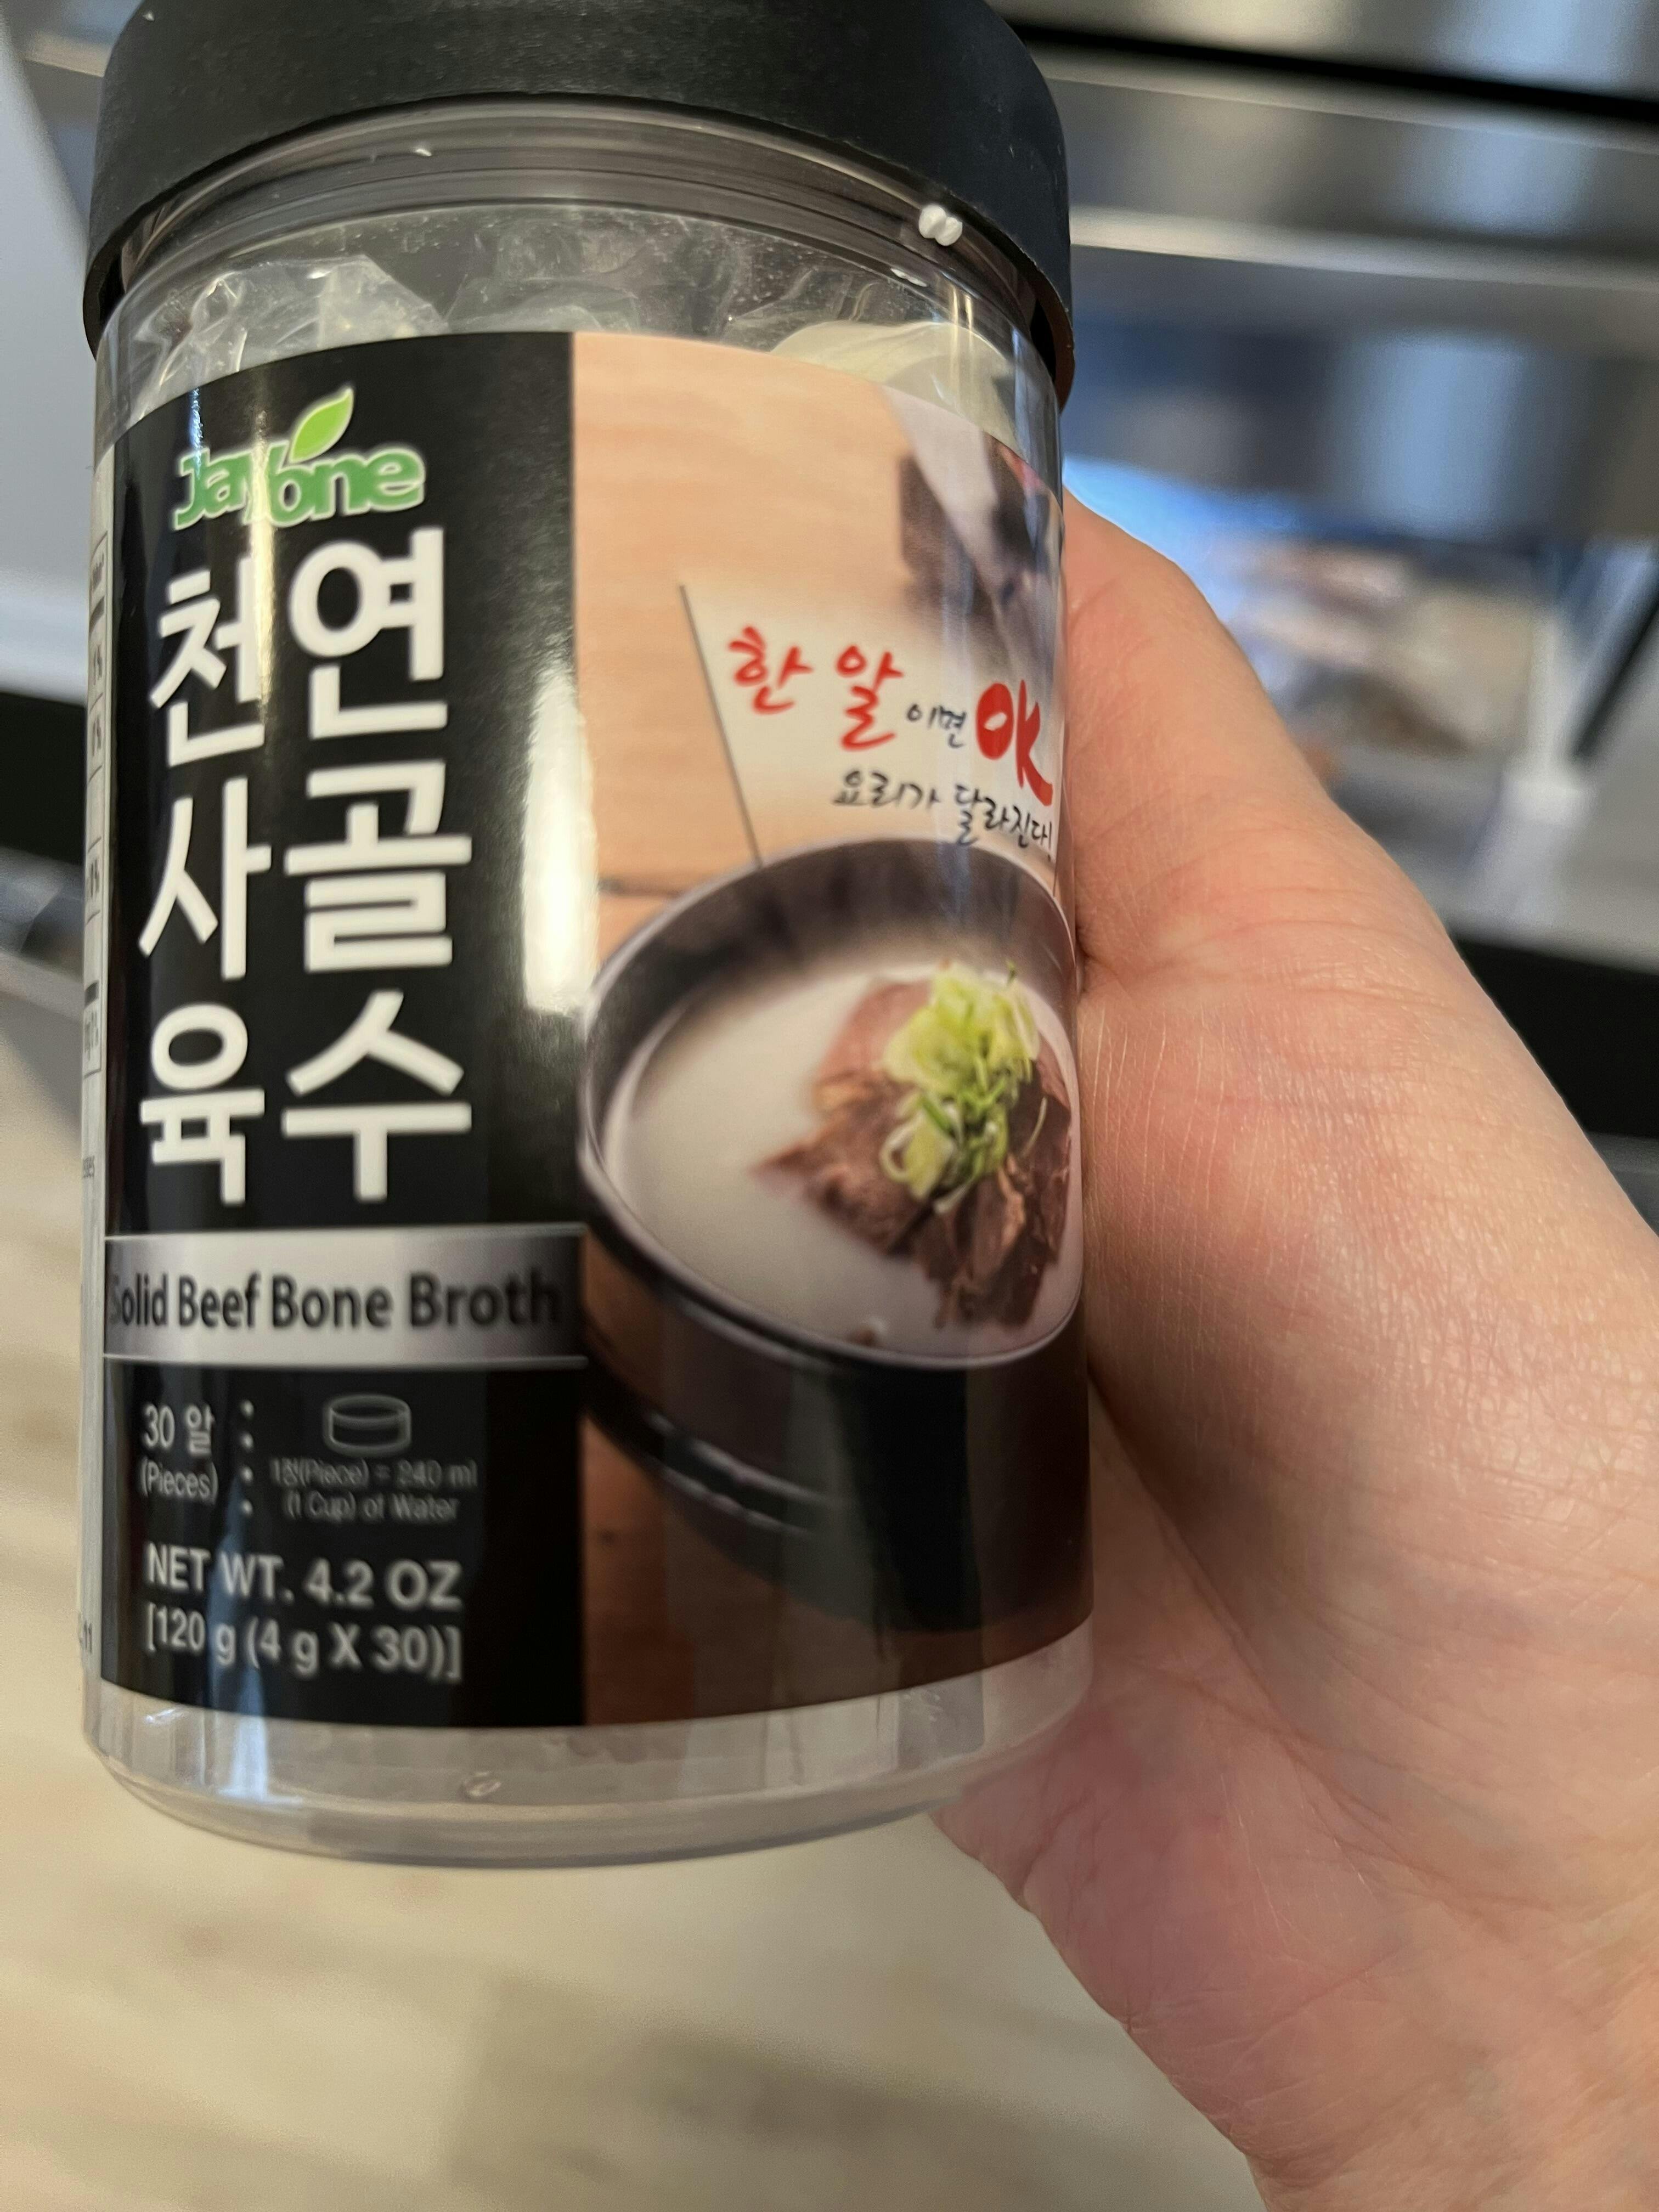 Jayone
천연
사골
육수
Solid Beef Bone Broth
30 알
(Pieces)
1정(Piece) = 240 ml
(1 Cup) of Water
NET WT. 4.2 OZ
[120 g (4 g X 30)]
한 알이면 OK
요리가 달라진다!